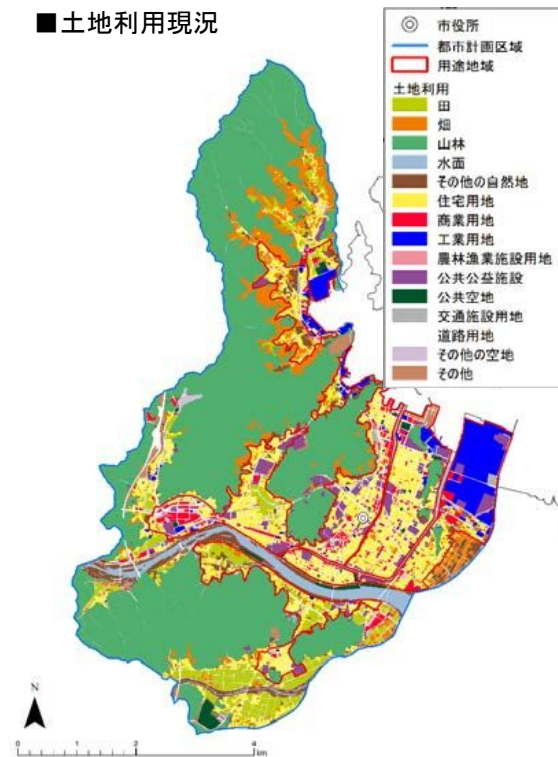 ■土地利用現況
市役所
都市計画区域
用途地域
土地利用
田
畑
山林
水面
その他の自然地
住宅用地
商業用地
工業用地
農林漁業施設用地
公共公益施設
公共空地
交通施設用地
道路用地
その他の空地
その他
N
0 2 4
km